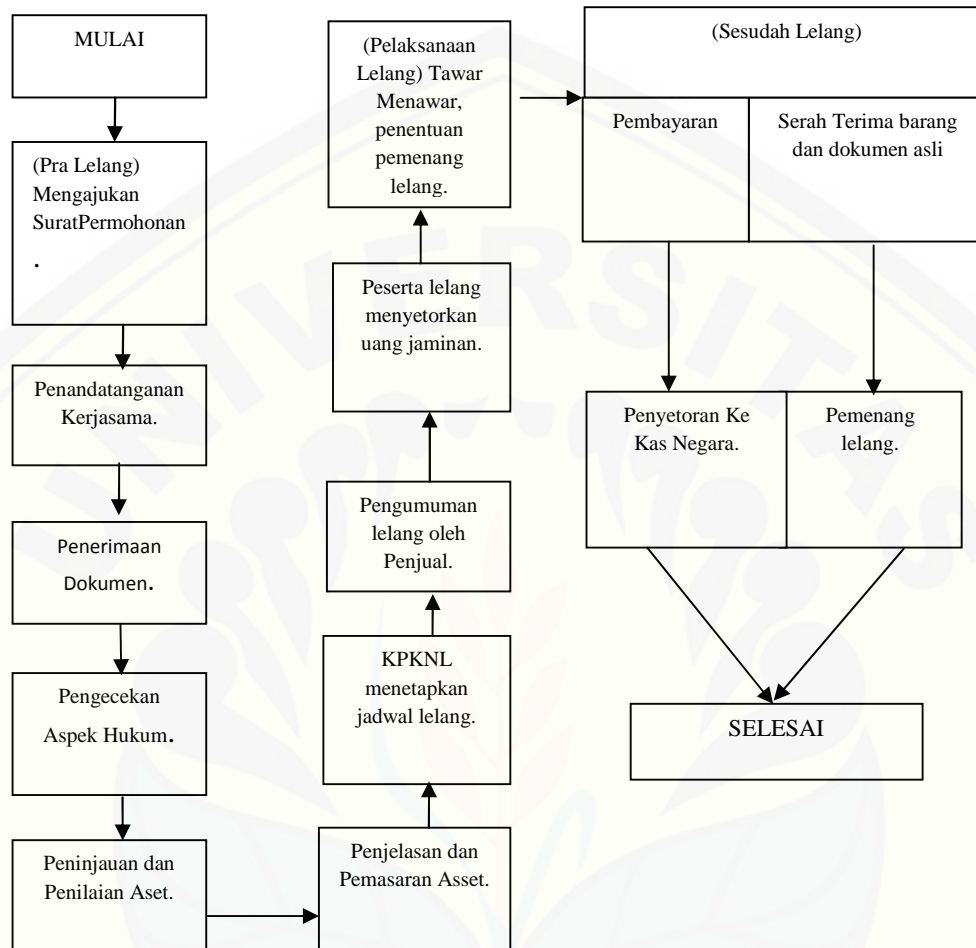 MULAI
(Pra Lelang)
Mengajukan
SuratPermohonan
.
Penandatanganan
Kerjasama.
Penerimaan
Dokumen.
Pengecekan
Aspek Hukum.
Peninjauan dan
Penilaian Aset.
Penjelasan dan
Pemasaran Asset.
KPKNL
menetapkan
jadwal lelang.
Pengumuman
lelang oleh
Penjual.
Peserta lelang
menyetorkan
uang jaminan.
(Pelaksanaan
Lelang) Tawar
Menawar,
penentuan
pemenang
lelang.
(Sesudah Lelang)
Pembayaran
Serah Terima barang
dan dokumen asli
Penyetoran Ke
Kas Negara.
Pemenang
lelang.
SELESAI
UNIVERSITAS